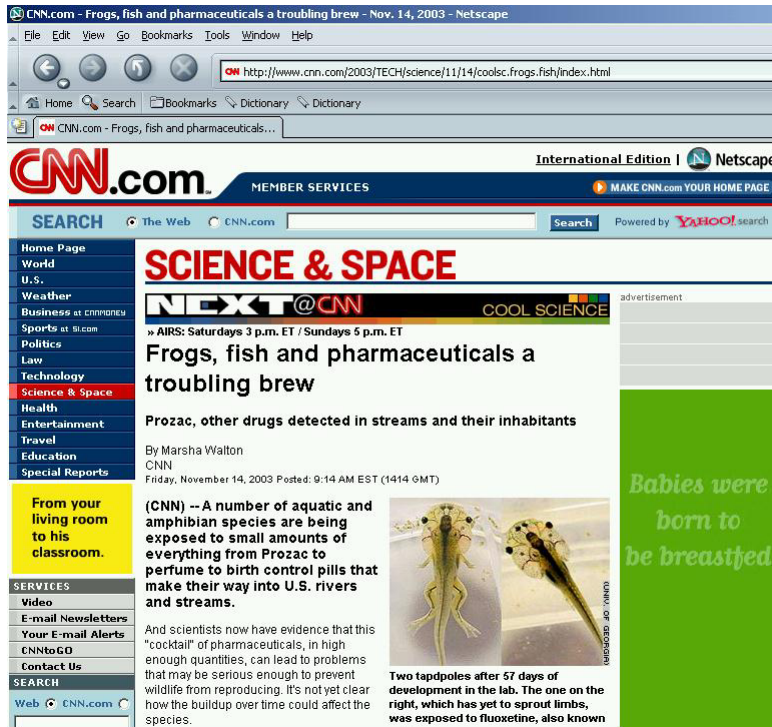 CNN.com - Frogs, fish and pharmaceuticals a troubling brew - Nov. 14, 2003 - Netscape
File Edit View Go Bookmarks Tools Window Help
CNN http://www.cnn.com/2003/TECH/science/11/14/coolsc.frogs.fish/index.html
Home Search Bookmarks Dictionary Dictionary
CNN CNN.com - Frogs, fish and pharmaceuticals...
International Edition | N Netscape
CNN.com
MEMBER SERVICES
MAKE CNN.com YOUR HOME PAGE
SEARCH The Web CNN.com Search Powered by YAHOO! search
Home Page
World
U.S.
Weather
Business at CNNMONEY
Sports at SI.com
Politics
Law
Technology
Science & Space
Health
Entertainment
Travel
Education
Special Reports
From your
living room
to his
classroom.
SERVICES
Video
E-mail Newsletters
Your E-mail Alerts
CNNtoGO
Contact Us
SEARCH
Web CNN.com
SCIENCE & SPACE
NEXT@CNN COOL SCIENCE
» AIRS: Saturdays 3 p.m. ET / Sundays 5 p.m. ET
Frogs, fish and pharmaceuticals a
troubling brew
Prozac, other drugs detected in streams and their inhabitants
By Marsha Walton
CNN
Friday, November 14, 2003 Posted: 9:14 AM EST (1414 GMT)
(CNN) -- A number of aquatic and
amphibian species are being
exposed to small amounts of
everything from Prozac to
perfume to birth control pills that
make their way into U.S. rivers
and streams.
And scientists now have evidence that this
"cocktail" of pharmaceuticals, in high
enough quantities, can lead to problems
that may be serious enough to prevent
wildlife from reproducing. It's not yet clear
how the buildup over time could affect the
species.
(UNIV. OF GEORGIA)
Two tapdpoles after 57 days of
development in the lab. The one on the
right, which has yet to sprout limbs,
was exposed to fluoxetine, also known
advertisement
Babies were
born to
be breastfed